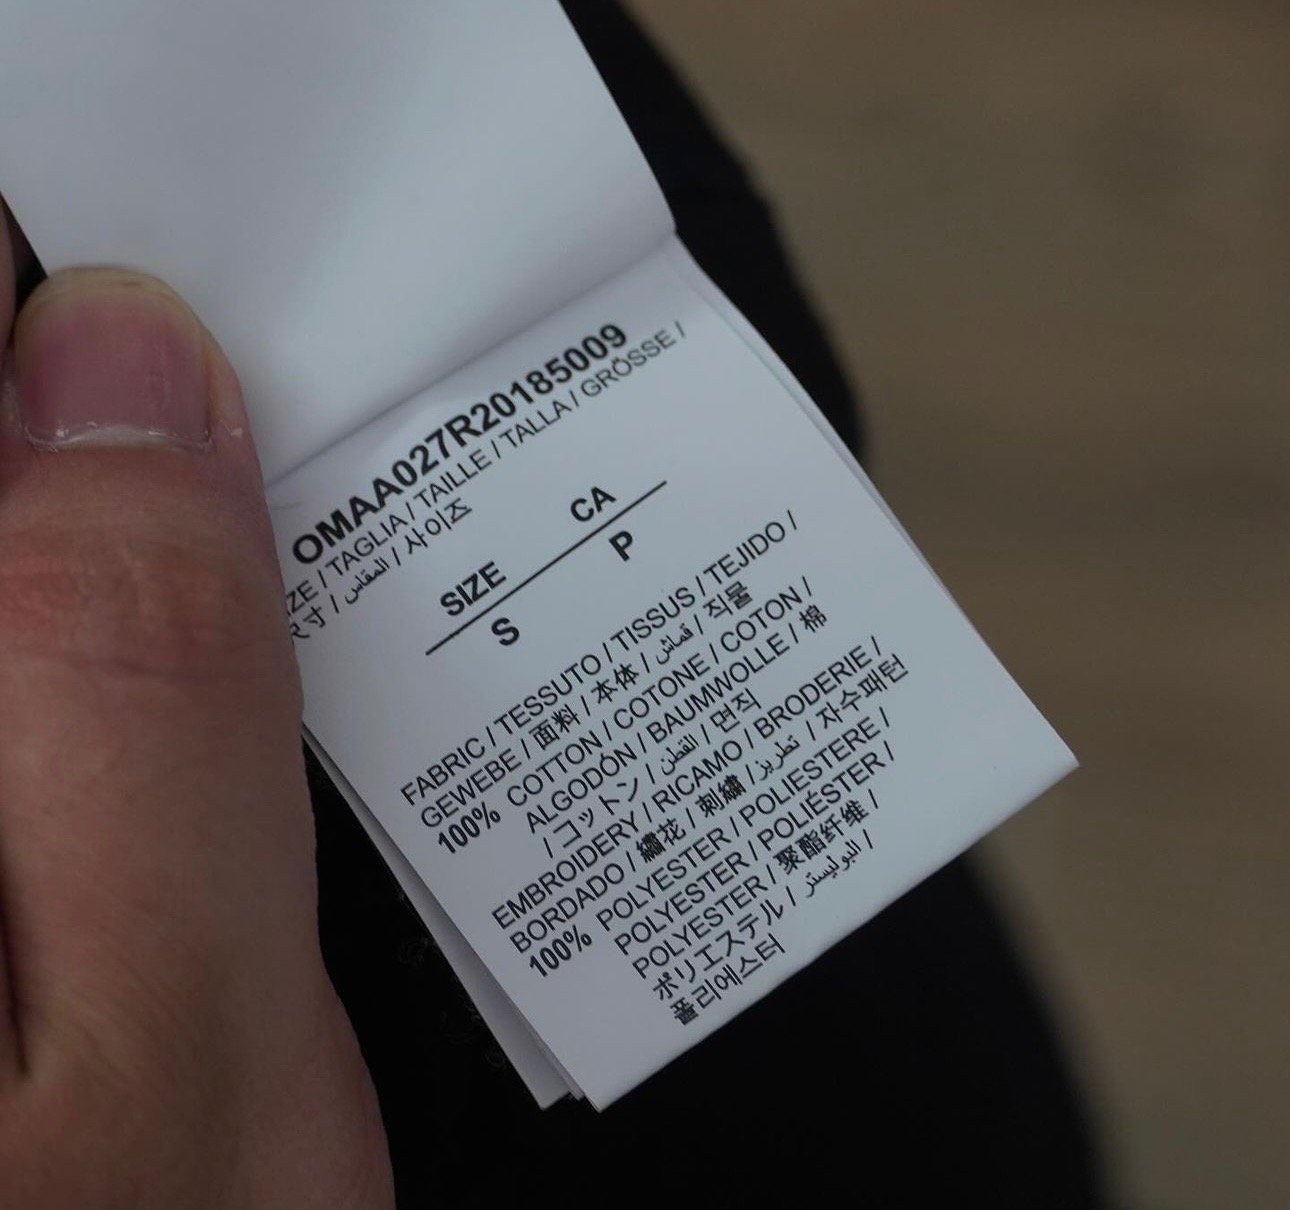 OMAA027R20185009
IZE / TAGLIA / TAILLE / TALLA / GRÖSSE /
尺寸 / المقاس / 사이즈
SIZE CA
S P
FABRIC / TESSUTO / TISSUS / TEJIDO /
GEWEBE / 面料 / 本体 / قماش / 직물
100% COTTON / COTONE / COTON /
ALGODÓN / BAUMWOLLE / 棉
/ コットン / القطن / 면직
EMBROIDERY / RICAMO / BRODERIE /
BORDADO / 繡花 / 刺繡 / تطريز / 자수패턴
100% POLYESTER / POLIESTERE /
POLYESTER / POLIÉSTER /
POLYESTER / 聚酯纤维 /
ポリエステル / البوليستر /
폴리에스터